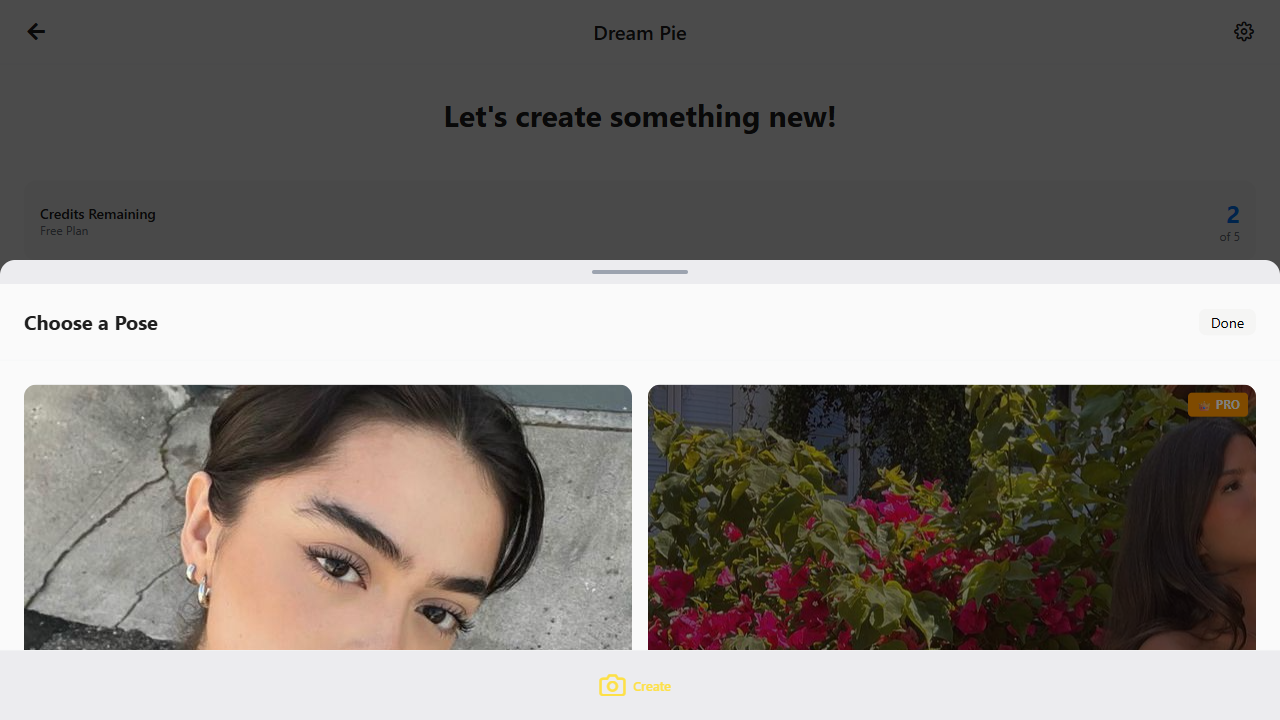 Dream Pie
Let's create something new!
Credits Remaining
2
Free Plan
of 5
Choose a Pose
Done
PRO
Create